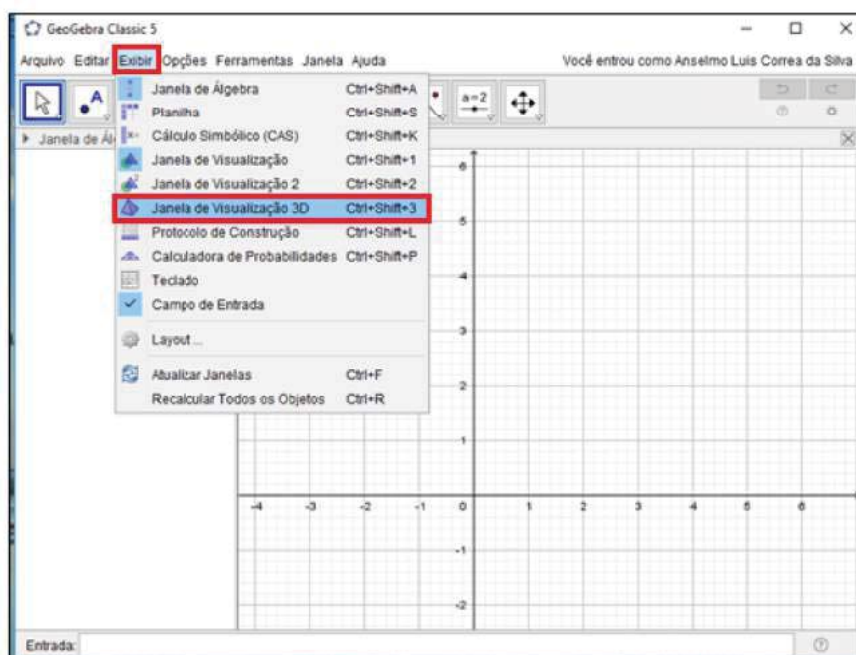 GeoGebra Classic 5
Arquivo Editar Exibir Opções Ferramentas Janela Ajuda Você entrou como Anselmo Luis Correa da Silva
A a=2
Janela de Ál
Janela de Álgebra Ctrl+Shift+A
Planilha Ctrl+Shift+S
Cálculo Simbólico (CAS) Ctrl+Shift+K
Janela de Visualização Ctrl+Shift+1
Janela de Visualização 2 Ctrl+Shift+2
Janela de Visualização 3D Ctrl+Shift+3
Protocolo de Construção Ctrl+Shift+L
Calculadora de Probabilidades Ctrl+Shift+P
Teclado
Campo de Entrada
Layout ...
Atualizar Janelas Ctrl+F
Recalcular Todos os Objetos Ctrl+R
6
5
4
3
2
1
-4 -3 -2 -1 0 1 2 3 4 5 6
-1
-2
Entrada: